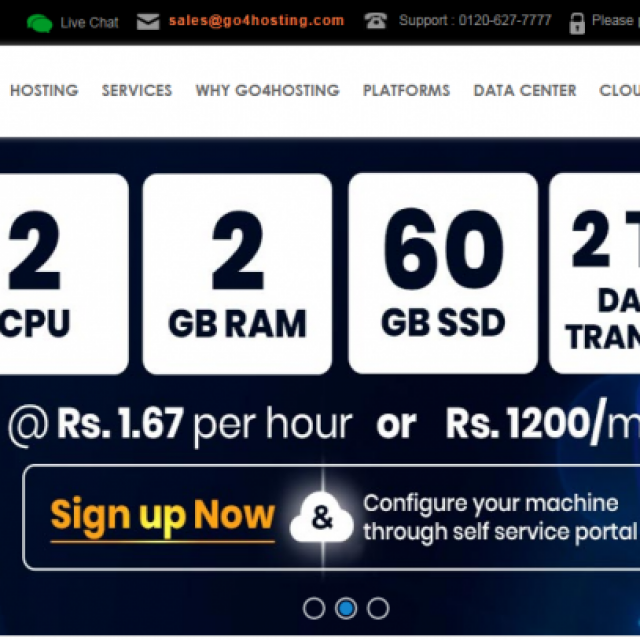 Live Chat sales@go4hosting.com Support : 0120-627-7777 Please
HOSTING SERVICES WHY GO4HOSTING PLATFORMS DATA CENTER CLOU
2 2 60 2 T
CPU GB RAM GB SSD DA
TRAN
@ Rs. 1.67 per hour or Rs. 1200/m
Sign up Now & Configure your machine
through self service portal